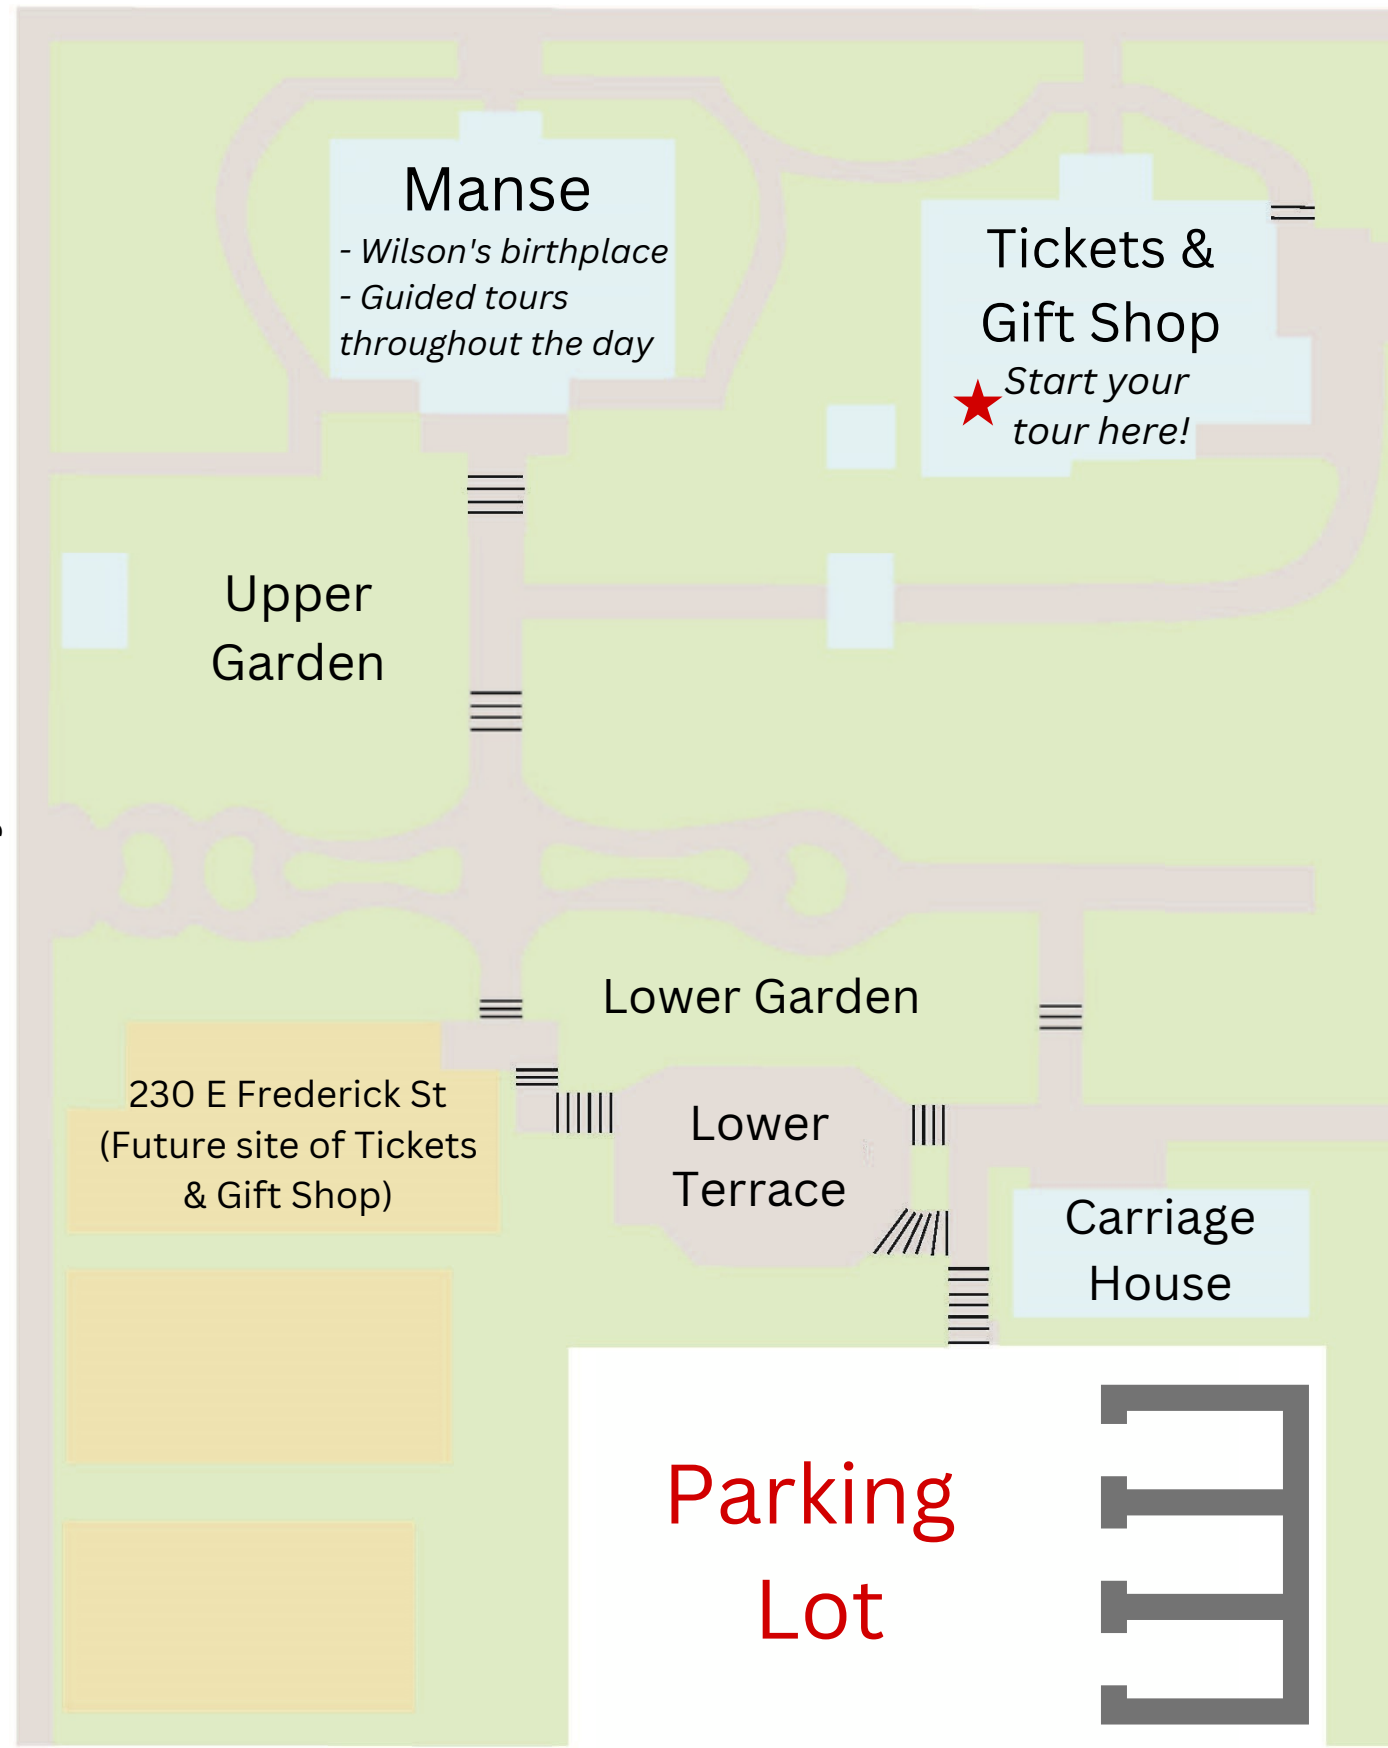 Manse
- Wilson's birthplace
- Guided tours
throughout the day
Tickets &
Gift Shop
Start your
tour here!
Upper
Garden
Lower Garden
230 E Frederick St
(Future site of Tickets
& Gift Shop)
Lower
Terrace
Carriage
House
Parking
Lot